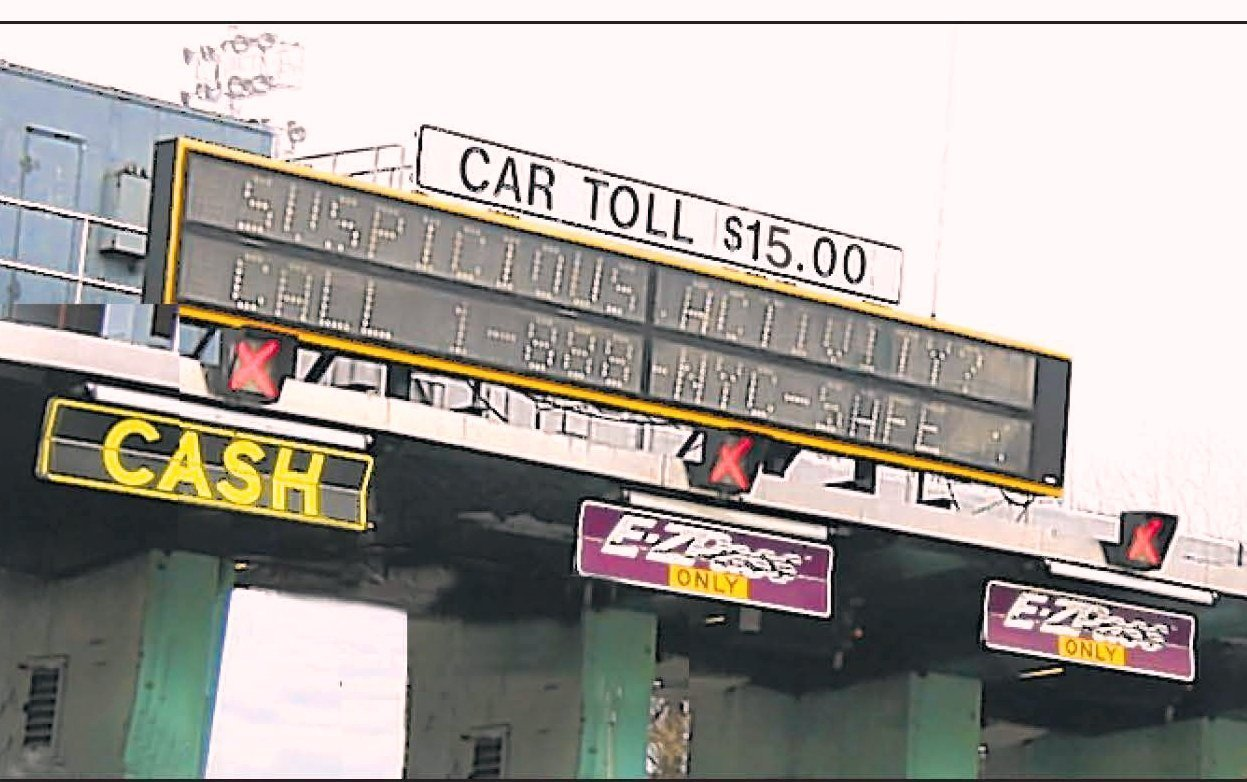 CAR TOLL $15.00
SUSPICIOUS ACTIVITY?
CALL 1-888-NYC-SAFE .
CASH
E-ZPass
ONLY
E-ZPass
ONLY